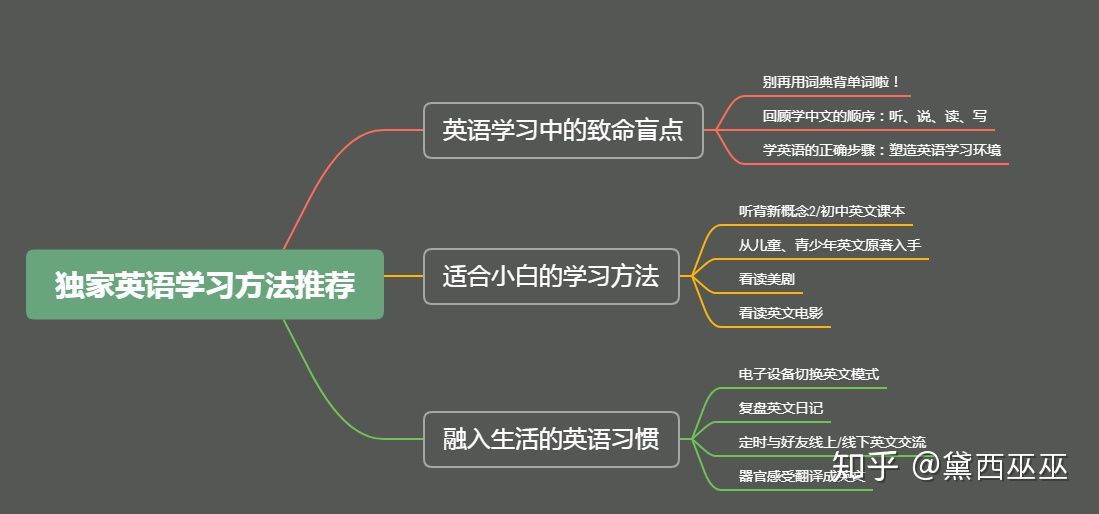 独家英语学习方法推荐
英语学习中的致命盲点
别再用词典背单词啦！
回顾学中文的顺序：听、说、读、写
学英语的正确步骤：塑造英语学习环境
适合小白的学习方法
听背新概念2/初中英文课本
从儿童、青少年英文原著入手
看读美剧
看读英文电影
融入生活的英语习惯
电子设备切换英文模式
复盘英文日记
定时与好友线上/线下英文交流
器官感受翻译成英文
知乎 @黛西巫巫